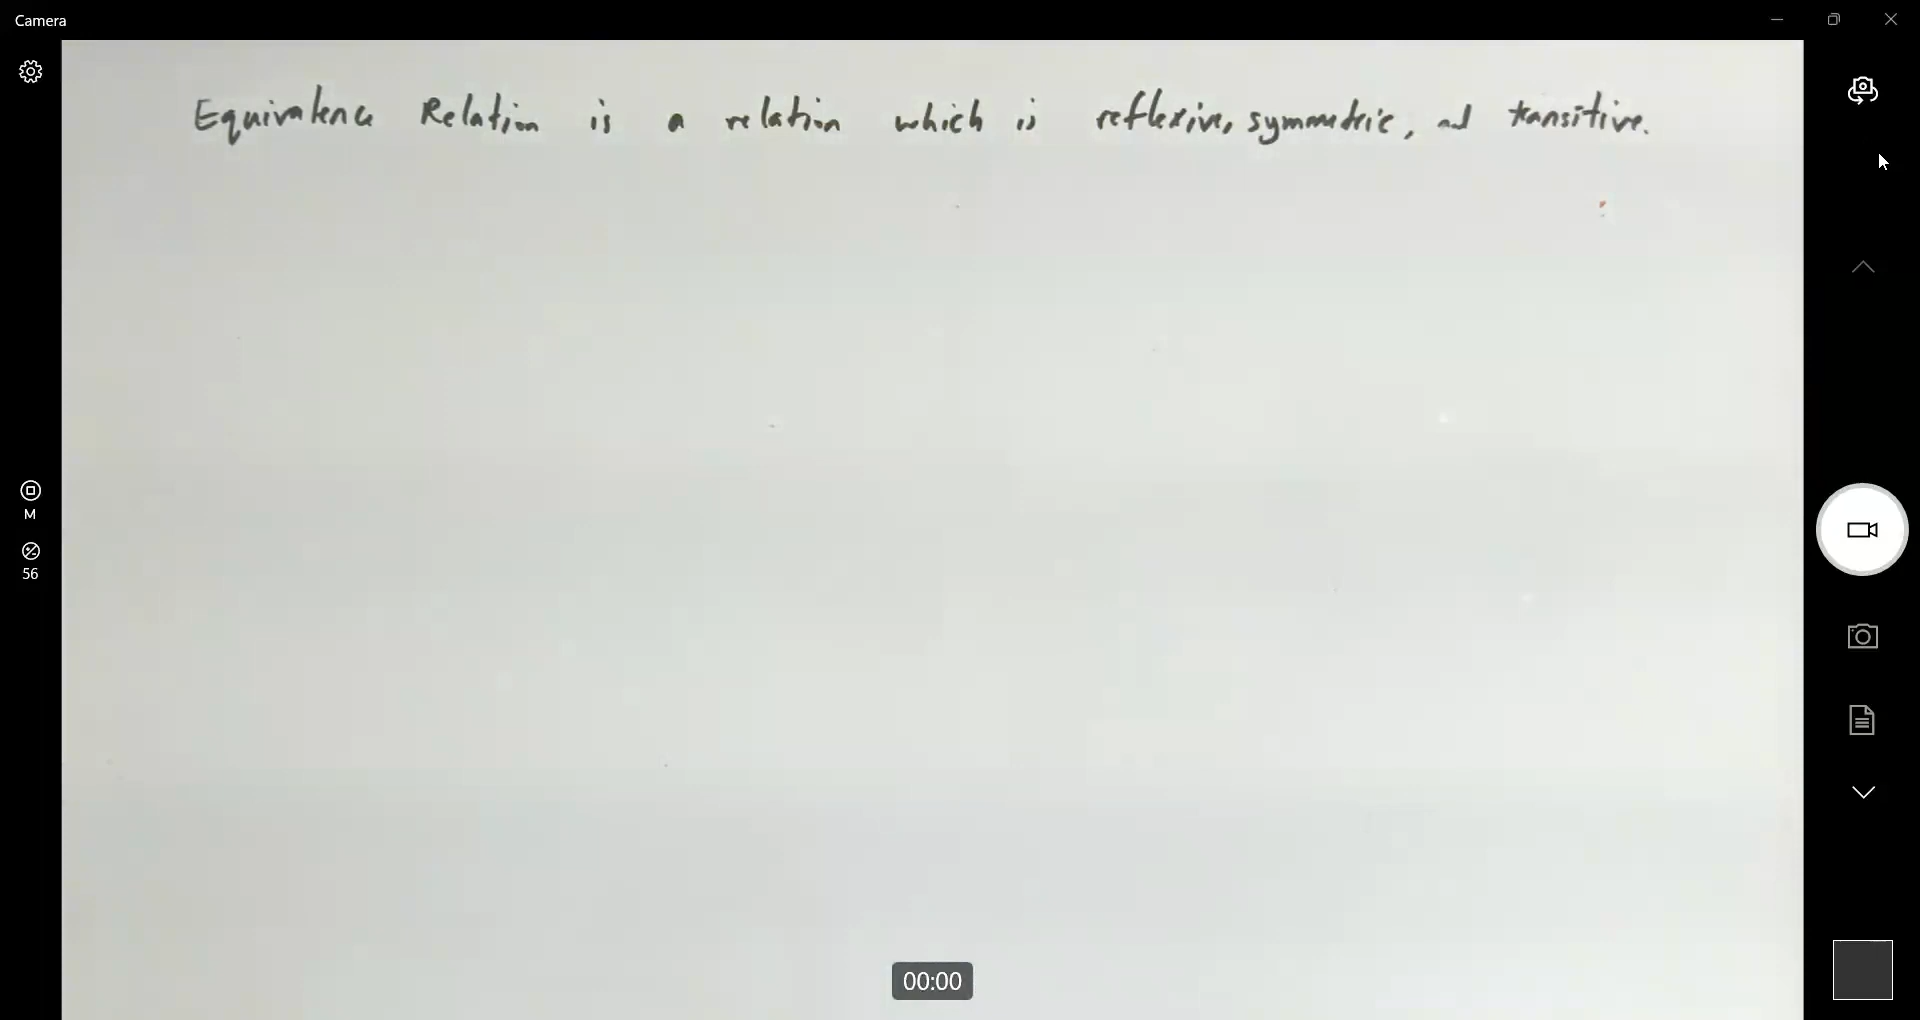 Camera
Equivalence Relation is a relation which is reflexive, symmetric, and transitive.
M
56
00:00